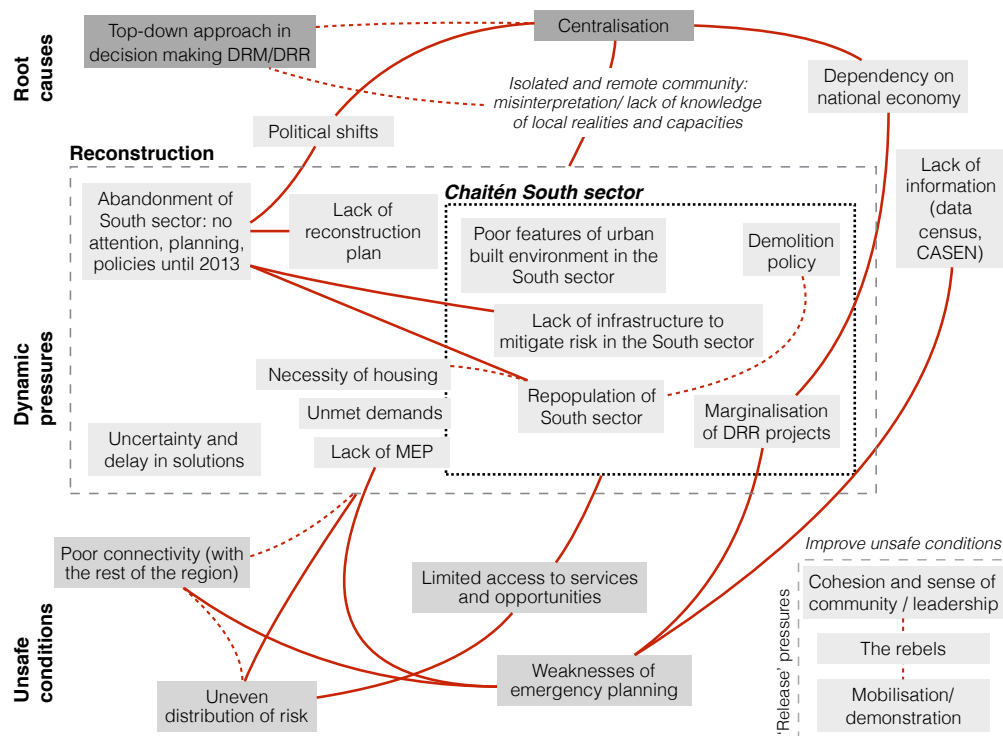 Root
causes
Top-down approach in
decision making DRM/DRR
Centralisation
Isolated and remote community:
misinterpretation/ lack of knowledge
of local realities and capacities
Dependency on
national economy
Political shifts
Reconstruction
Lack of
information
(data
census,
CASEN)
Abandonment of
South sector: no
attention, planning,
policies until 2013
Lack of
reconstruction
plan
Chaitén South sector
Poor features of urban
built environment in the
South sector
Demolition
policy
Lack of infrastructure to
mitigate risk in the South sector
Dynamic
pressures
Necessity of housing
Repopulation of
South sector
Unmet demands
Marginalisation
of DRR projects
Uncertainty and
delay in solutions
Lack of MEP
Unsafe
conditions
Poor connectivity (with
the rest of the region)
Limited access to services
and opportunities
Uneven
distribution of risk
Weaknesses of
emergency planning
Improve unsafe conditions
'Release' pressures
Cohesion and sense of
community / leadership
The rebels
Mobilisation/
demonstration